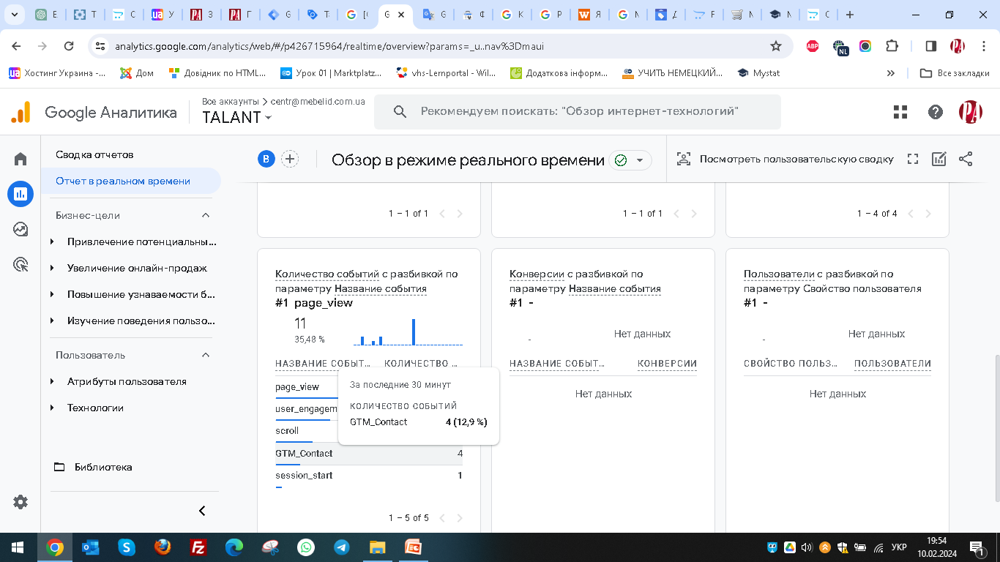 E
T
C
У
З
Г
G
Te
[(
G
G
Ф
К
P
Я
N
Д
F
M
M
C
analytics.google.com/analytics/web/#/p426715964/realtime/overview?params=_u..nav%3Dmaui
ABP
NL
Хостинг Украина -...
Дом
Довідник по HTML...
Урок 01 | Marktplatz...
vhs-Lernportal - Wil...
Додаткова інформ...
УЧИТЬ НЕМЕЦКИЙ...
Mystat
Все закладки
Google Аналитика
Все аккаунты > centr@mebelid.com.ua
TALANT
Рекомендуем поискать: "Обзор интернет-технологий"
Сводка отчетов
Отчет в реальном времени
Бизнес-цели
Привлечение потенциальны...
Увеличение онлайн-продаж
Повышение узнаваемости б...
Изучение поведения пользо...
Пользователь
Атрибуты пользователя
Технологии
Библиотека
B
Обзор в режиме реального времени
Посмотреть пользовательскую сводку
1 – 1 of 1
1 – 1 of 1
1 – 4 of 4
Количество событий с разбивкой по
параметру Название события
#1 page_view
11
35,48 %
НАЗВАНИЕ СОБЫТ...
КОЛИЧЕСТВО ...
page_view
user_engagem
scroll
GTM_Contact
4
session_start
1
1 – 5 of 5
За последние 30 минут
КОЛИЧЕСТВО СОБЫТИЙ
GTM_Contact 4 (12,9 %)
Конверсии с разбивкой по
параметру Название события
#1 -
-
Нет данных
НАЗВАНИЕ СОБЫТ...
КОНВЕРСИИ
Нет данных
Пользователи с разбивкой по
параметру Свойство пользователя
#1 -
-
Нет данных
СВОЙСТВО ПОЛЬЗ...
ПОЛЬЗОВАТЕЛИ
Нет данных
УКР
19:54
10.02.2024
1